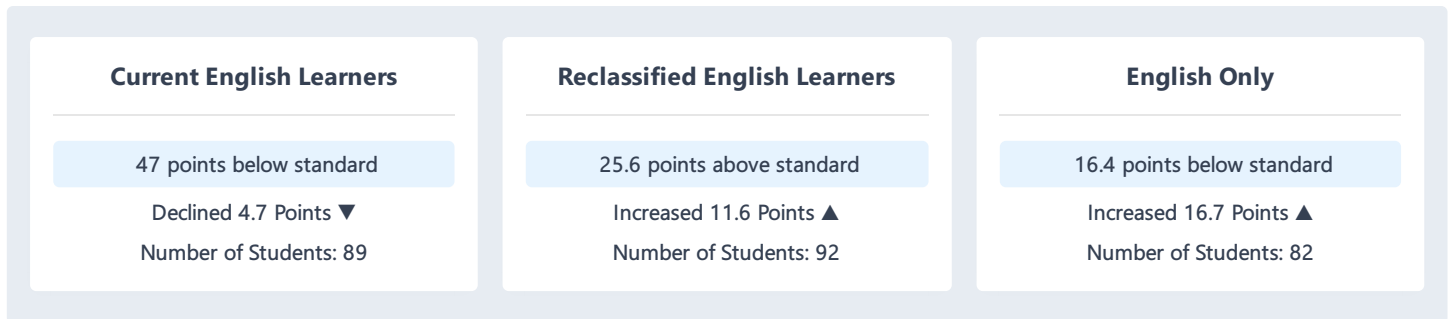 Current English Learners
47 points below standard
Declined 4.7 Points ▼
Number of Students: 89
Reclassified English Learners
25.6 points above standard
Increased 11.6 Points ▲
Number of Students: 92
English Only
16.4 points below standard
Increased 16.7 Points ▲
Number of Students: 82